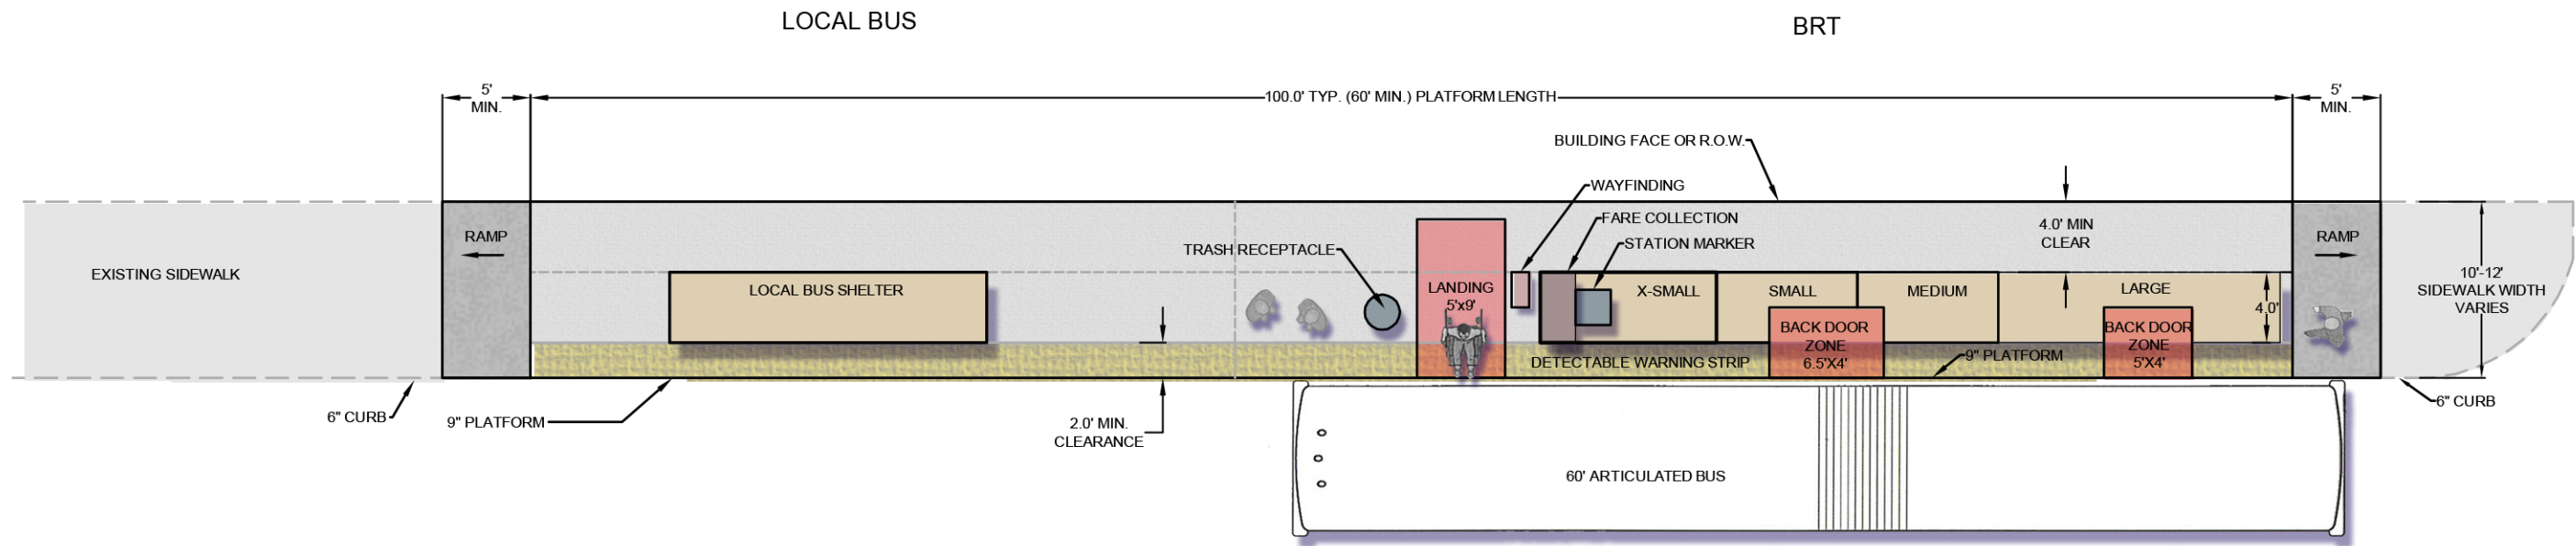 LOCAL BUS
BRT
5'
MIN.
100.0' TYP. (60' MIN.) PLATFORM LENGTH
5'
MIN.
BUILDING FACE OR R.O.W.
WAYFINDING
FARE COLLECTION
STATION MARKER
TRASH RECEPTACLE
4.0' MIN
CLEAR
RAMP
RAMP
EXISTING SIDEWALK
LOCAL BUS SHELTER
LANDING
5'x9'
X-SMALL
SMALL
MEDIUM
LARGE
4.0'
10'-12'
SIDEWALK WIDTH
VARIES
BACK DOOR
ZONE
6.5'X4'
BACK DOOR
ZONE
5'X4'
DETECTABLE WARNING STRIP
9" PLATFORM
6" CURB
9" PLATFORM
2.0' MIN.
CLEARANCE
6" CURB
60' ARTICULATED BUS